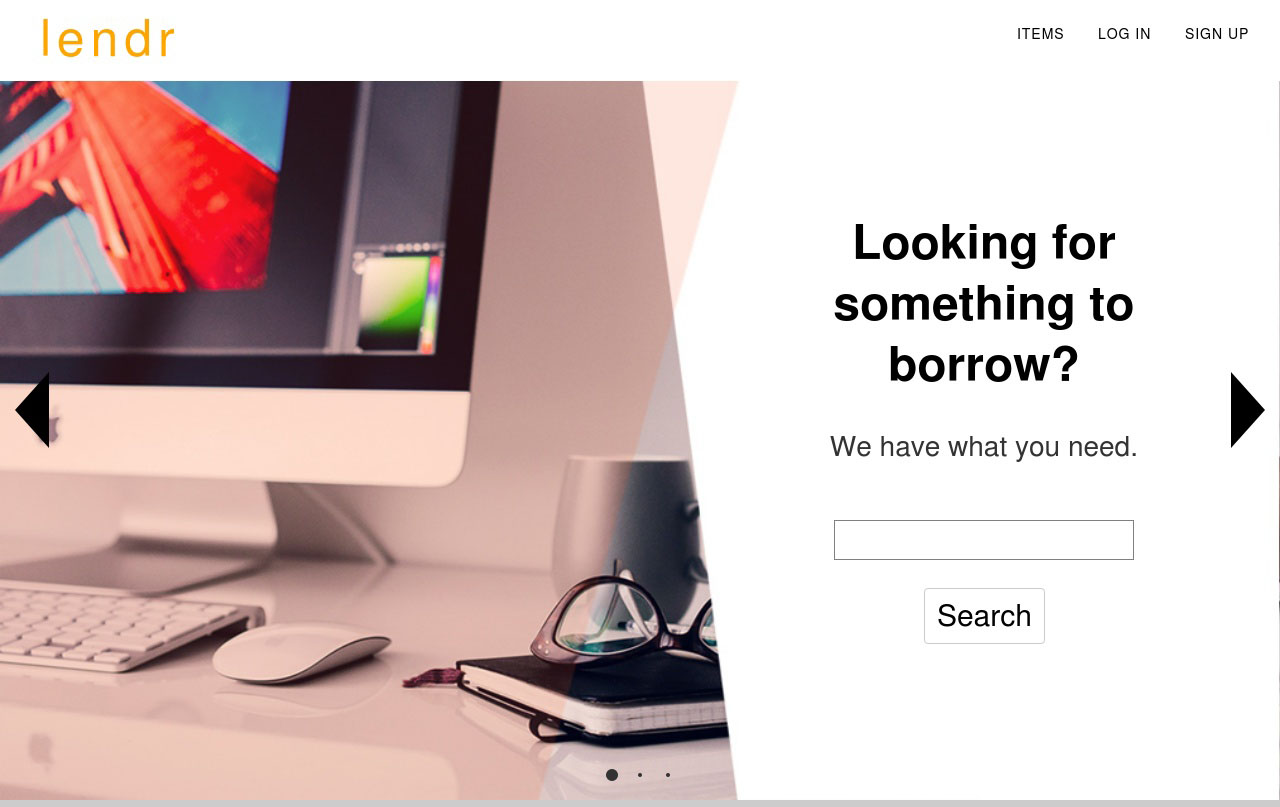 lendr
ITEMS
LOG IN
SIGN UP
Looking for
something to
borrow?
We have what you need.
Search